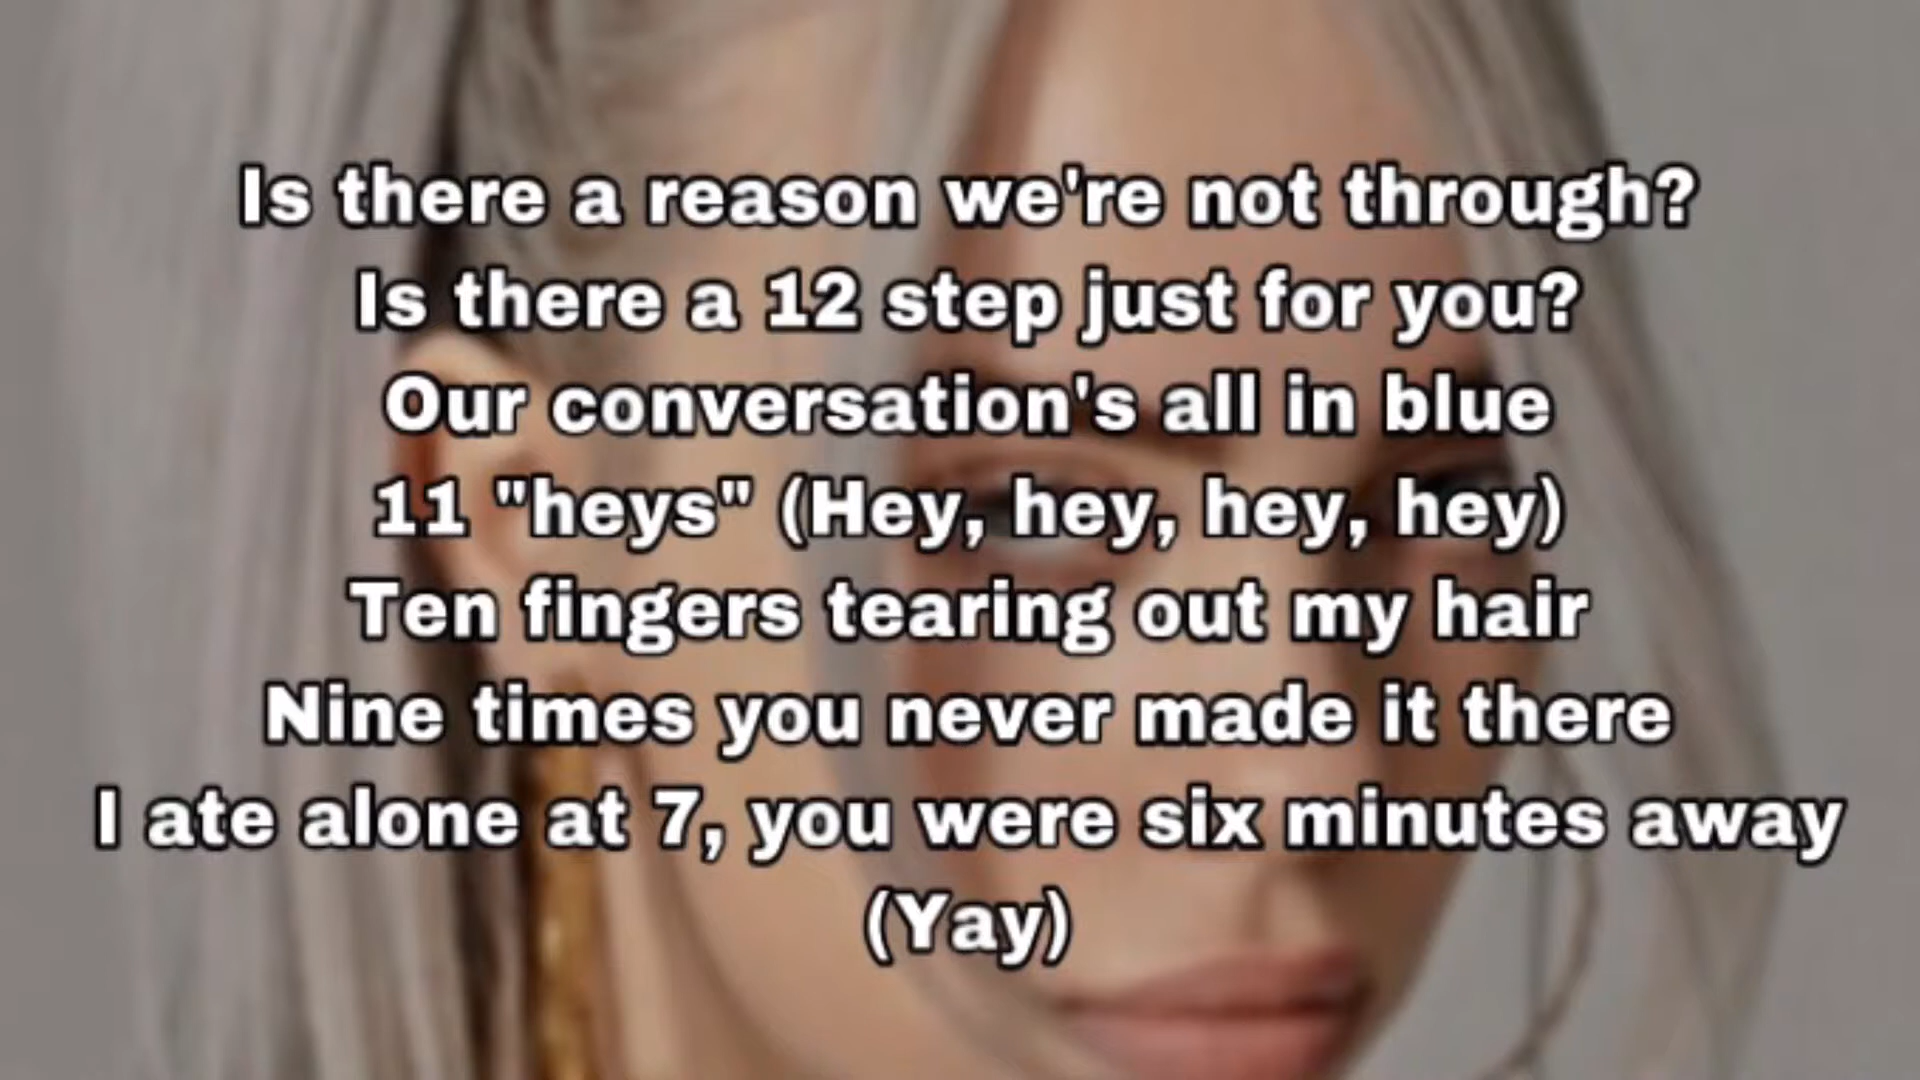 Is there a reason we're not through?
Is there a 12 step just for you?
Our conversation's all in blue
11 "heys" (Hey, hey, hey, hey)
Ten fingers tearing out my hair
Nine times you never made it there
I ate alone at 7, you were six minutes away
(Yay)